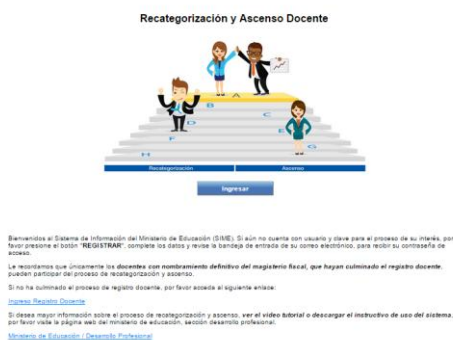 Recategorización y Ascenso Docente
A
B
C
D
E
F
G
H
Recategorización
Ascenso
Ingresar
Bienvenidos al Sistema de Información del Ministerio de Educación (SIME). Si aún no cuenta con usuario y clave para el proceso de su interés, por
favor presione el botón "REGISTRAR", complete los datos y revise la bandeja de entrada de su correo electrónico, para recibir su contraseña de
acceso.
Le recordamos que únicamente los docentes con nombramiento definitivo del magisterio fiscal, que hayan culminado el registro docente,
pueden participar del proceso de recategorización y ascenso.
Si no ha culminado el proceso de registro docente, por favor acceda al siguiente enlace:
Ingreso Registro Docente
Si desea mayor información sobre el proceso de recategorización y ascenso, ver el video tutorial o descargar el instructivo de uso del sistema,
por favor visite la página web del ministerio de educación, sección desarrollo profesional.
Ministerio de Educación / Desarrollo Profesional